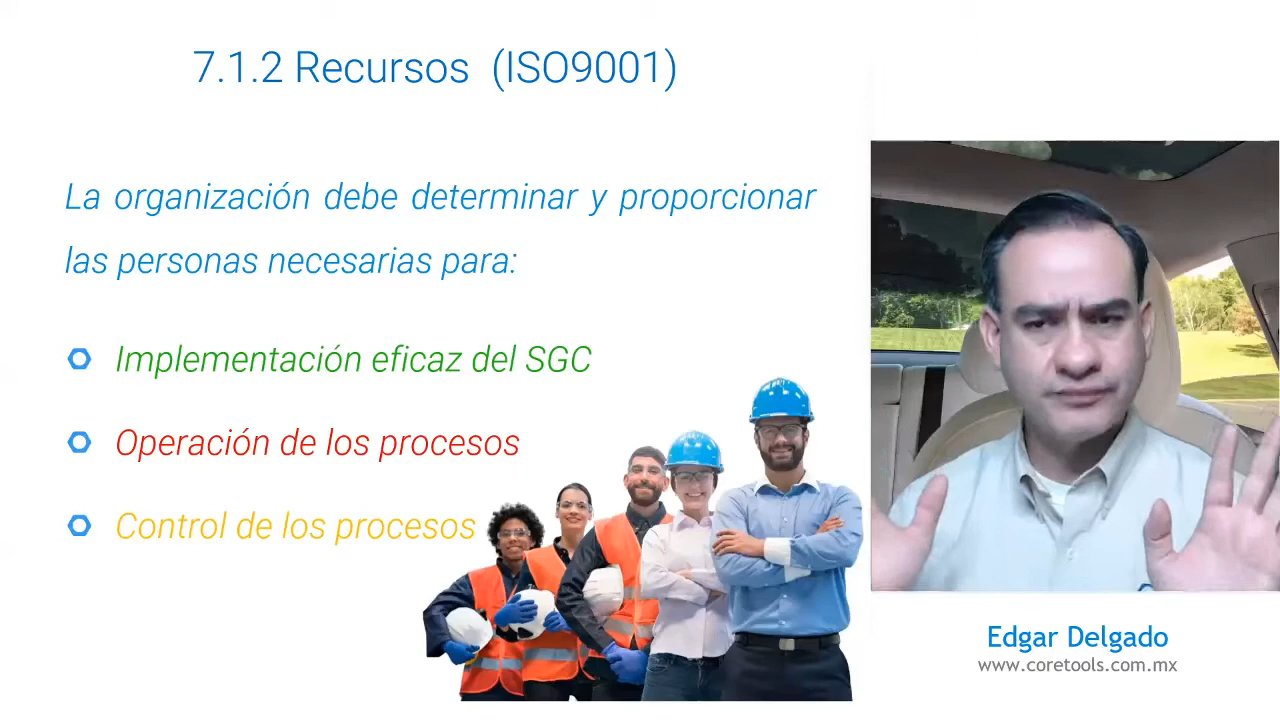 7.1.2 Recursos (ISO9001)
La organización debe determinar y proporcionar
las personas necesarias para:
Implementación eficaz del SGC
Operación de los procesos
Control de los procesos
Edgar Delgado
www.coretools.com.mx